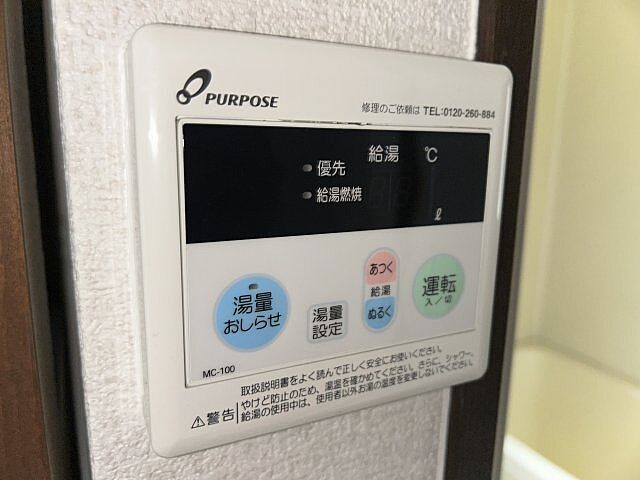 PURPOSE
修理のご依頼は TEL:0120-260-884
給湯 ℃
優先
給湯燃焼
ℓ
湯量
おしらせ
湯量
設定
あつく
給湯
ぬるく
運転
入/切
MC-100
取扱説明書をよく読んで正しく安全にお使いください。
⚠警告
やけど防止のため、湯温を確かめてください。さらに、シャワー、
給湯の使用中は、使用者以外お湯の温度を変更しないでください。